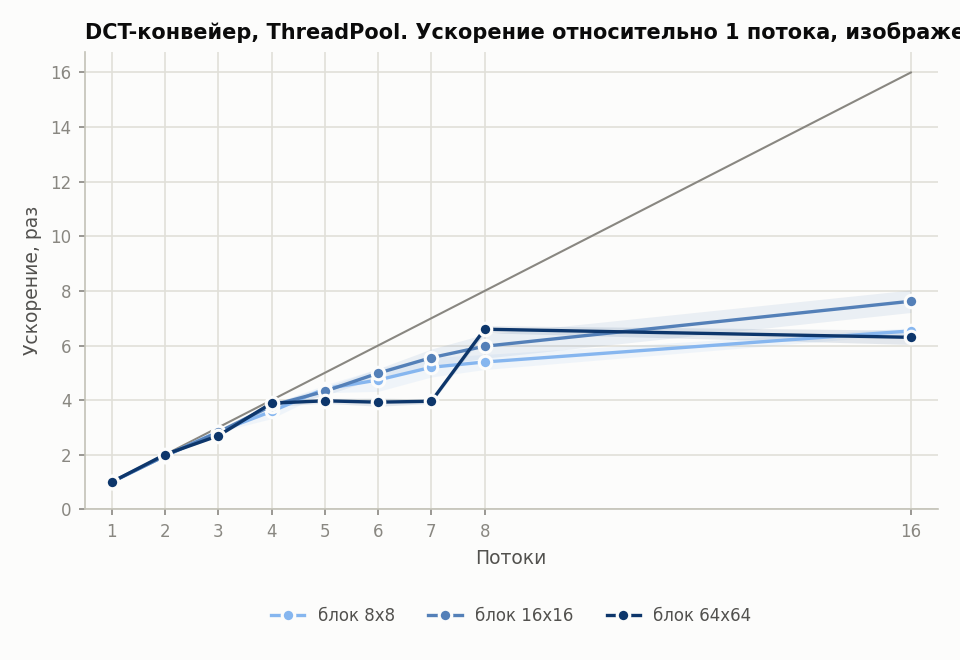 DCT-конвейер, ThreadPool. Ускорение относительно 1 потока, изображе
Ускорение, раз
16
14
12
10
8
6
4
2
0
1 2 3 4 5 6 7 8 16
Потоки
блок 8x8 блок 16x16 блок 64x64